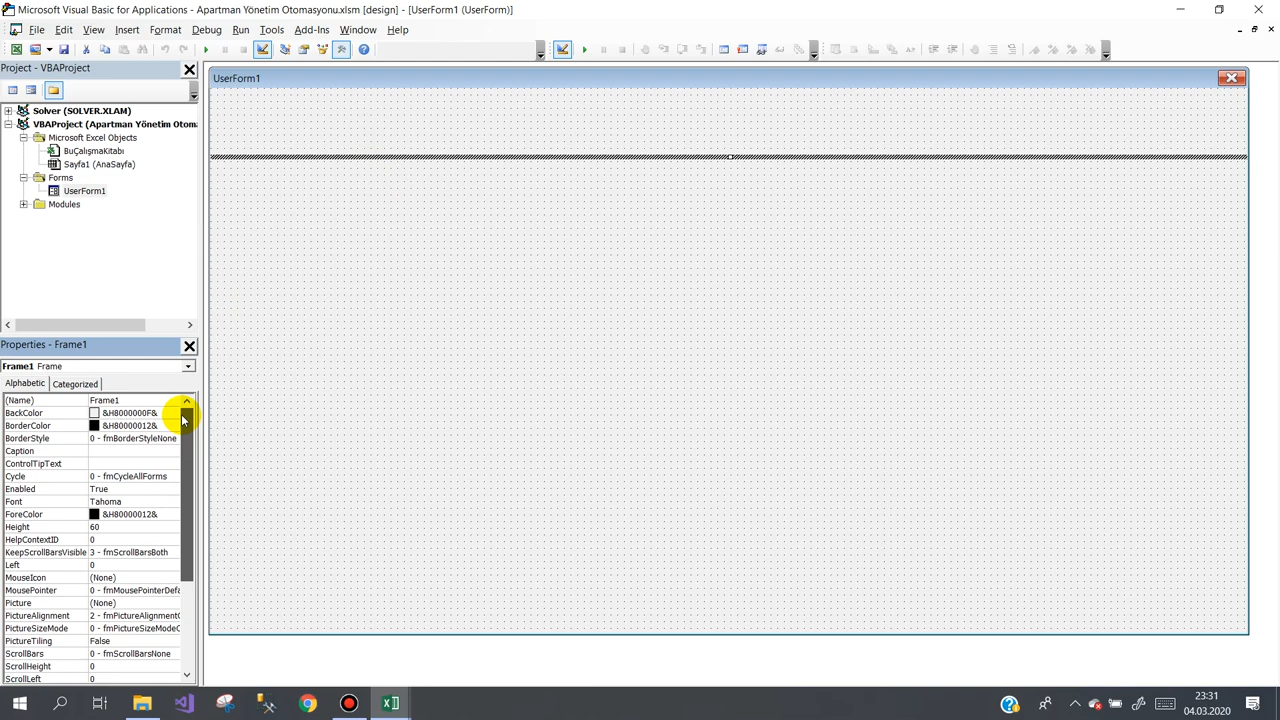 Microsoft Visual Basic for Applications - Apartman Yönetim Otomasyonu.xlsm [design] - [UserForm1 (UserForm)]
File Edit View Insert Format Debug Run Tools Add-Ins Window Help
Project - VBAProject
Solver (SOLVER.XLAM)
VBAProject (Apartman Yönetim Otoma
Microsoft Excel Objects
BuÇalışmaKitabı
Sayfa1 (AnaSayfa)
Forms
UserForm1
Modules
UserForm1
Properties - Frame1
Frame1 Frame
Alphabetic Categorized
(Name) Frame1
BackColor &H8000000F&
BorderColor &H80000012&
BorderStyle 0 - fmBorderStyleNone
Caption
ControlTipText
Cycle 0 - fmCycleAllForms
Enabled True
Font Tahoma
ForeColor &H80000012&
Height 60
HelpContextID 0
KeepScrollBarsVisible 3 - fmScrollBarsBoth
Left 0
MouseIcon (None)
MousePointer 0 - fmMousePointerDefa
Picture (None)
PictureAlignment 2 - fmPictureAlignmentC
PictureSizeMode 0 - fmPictureSizeModeC
PictureTiling False
ScrollBars 0 - fmScrollBarsNone
ScrollHeight 0
ScrollLeft 0
23:31
04.03.2020